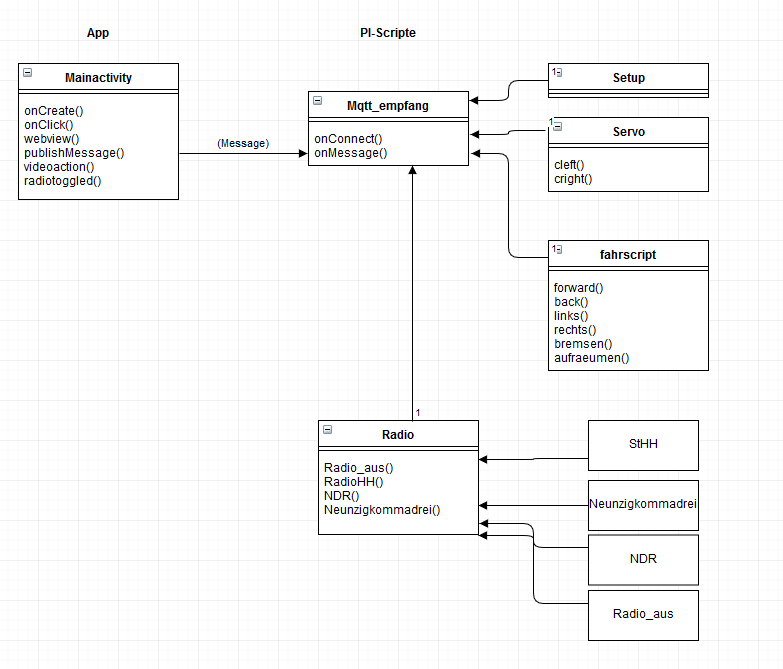 App
PI-Scripte
Mainactivity
onCreate()
onClick()
webview()
publishMessage()
videoaction()
radiotoggled()
(Message)
Mqtt_empfang
onConnect()
onMessage()
1
Setup
1
Servo
cleft()
cright()
1
fahrscript
forward()
back()
links()
rechts()
bremsen()
aufraeumen()
1
Radio
Radio_aus()
RadioHH()
NDR()
Neunzigkommadrei()
StHH
Neunzigkommadrei
NDR
Radio_aus